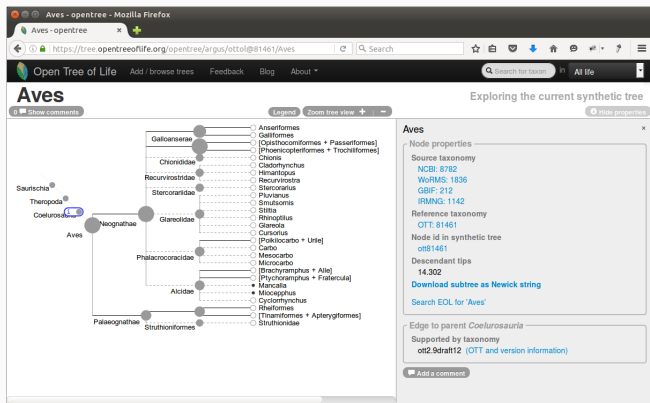 Aves - opentree - Mozilla Firefox
Aves - opentree
https://tree.opentreeoflife.org/opentree/argus/ottol@81461/Aves
Search
Open Tree of Life
Add / browse trees
Feedback
Blog
About
Search for taxon
in
All life
Aves
Exploring the current synthetic tree
0 Show comments
Legend
Zoom tree view + −
Hide properties
Saurischia
Theropoda
Coelurosauria
1
Aves
Neognathae
Palaeognathae
Galloanserae
Chionididae
Recurvirostridae
Stercorariidae
Glareolidae
Phalacrocoracidae
Alcidae
Struthioniformes
Anseriformes
Galliformes
[Opisthocomiformes + Passeriformes]
[Phoenicopteriformes + Trochiliformes]
Chionis
Cladorhynchus
Himantopus
Recurvirostra
Stercorarius
Pluvianus
Smutsornis
Stiltia
Rhinoptilus
Glareola
Cursorius
[Poikilocarbo + Urile]
Carbo
Mesocarbo
Microcarbo
[Brachyramphus + Alle]
[Ptychoramphus + Fratercula]
Mancalla
Miocepphus
Cyclorrhynchus
Rheiformes
[Tinamiformes + Apterygiformes]
Struthionidae
Aves
×
Node properties
Source taxonomy
NCBI: 8782
WoRMS: 1836
GBIF: 212
IRMNG: 1142
Reference taxonomy
OTT: 81461
Node id in synthetic tree
ott81461
Descendant tips
14.302
Download subtree as Newick string
Search EOL for 'Aves'
Edge to parent Coelurosauria
Supported by taxonomy
ott2.9draft12 (OTT and version information)
Add a comment